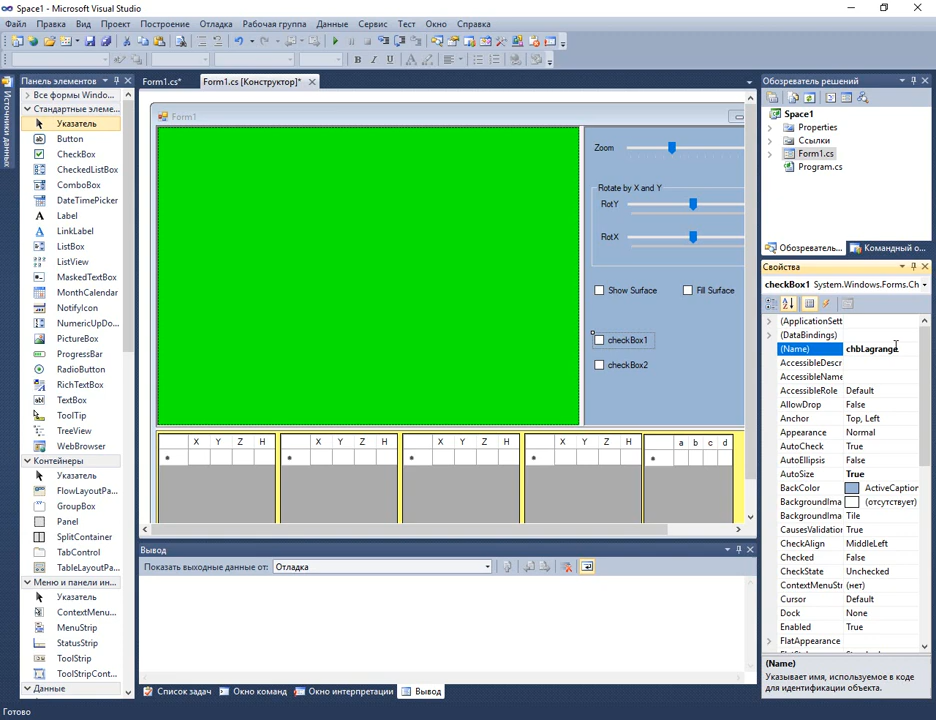 Space1 - Microsoft Visual Studio
Файл Правка Вид Проект Построение Отладка Рабочая группа Данные Сервис Тест Окно Справка
Источники данных
Панель элементов
Все формы Windo...
Стандартные элеме...
Указатель
Button
CheckBox
CheckedListBox
ComboBox
DateTimePicker
Label
LinkLabel
ListBox
ListView
MaskedTextBox
MonthCalendar
NotifyIcon
NumericUpDo...
PictureBox
ProgressBar
RadioButton
RichTextBox
TextBox
ToolTip
TreeView
WebBrowser
Контейнеры
Указатель
FlowLayoutPa...
GroupBox
Panel
SplitContainer
TabControl
TableLayoutPa...
Меню и панели ин...
Указатель
ContextMenu...
MenuStrip
StatusStrip
ToolStrip
ToolStripCont...
Данные
Form1.cs* Form1.cs [Конструктор]*
Form1
Zoom
Rotate by X and Y
RotY
RotX
Show Surface Fill Surface
checkBox1
checkBox2
X Y Z H X Y Z H X Y Z H X Y Z H a b c d
Вывод
Показать выходные данные от: Отладка
Список задач Окно команд Окно интерпретации Вывод
Обозреватель решений
Space1
Properties
Ссылки
Form1.cs
Program.cs
Обозреватель... Командный о...
Свойства
checkBox1 System.Windows.Forms.Ch
(ApplicationSett
(DataBindings)
(Name) chbLagrange
AccessibleDescr
AccessibleName
AccessibleRole Default
AllowDrop False
Anchor Top, Left
Appearance Normal
AutoCheck True
AutoEllipsis False
AutoSize True
BackColor ActiveCaption
BackgroundIma (отсутствует)
BackgroundIma Tile
CausesValidation True
CheckAlign MiddleLeft
Checked False
CheckState Unchecked
ContextMenuStr (нет)
Cursor Default
Dock None
Enabled True
FlatAppearance
(Name)
Указывает имя, используемое в коде
для идентификации объекта.
Готово